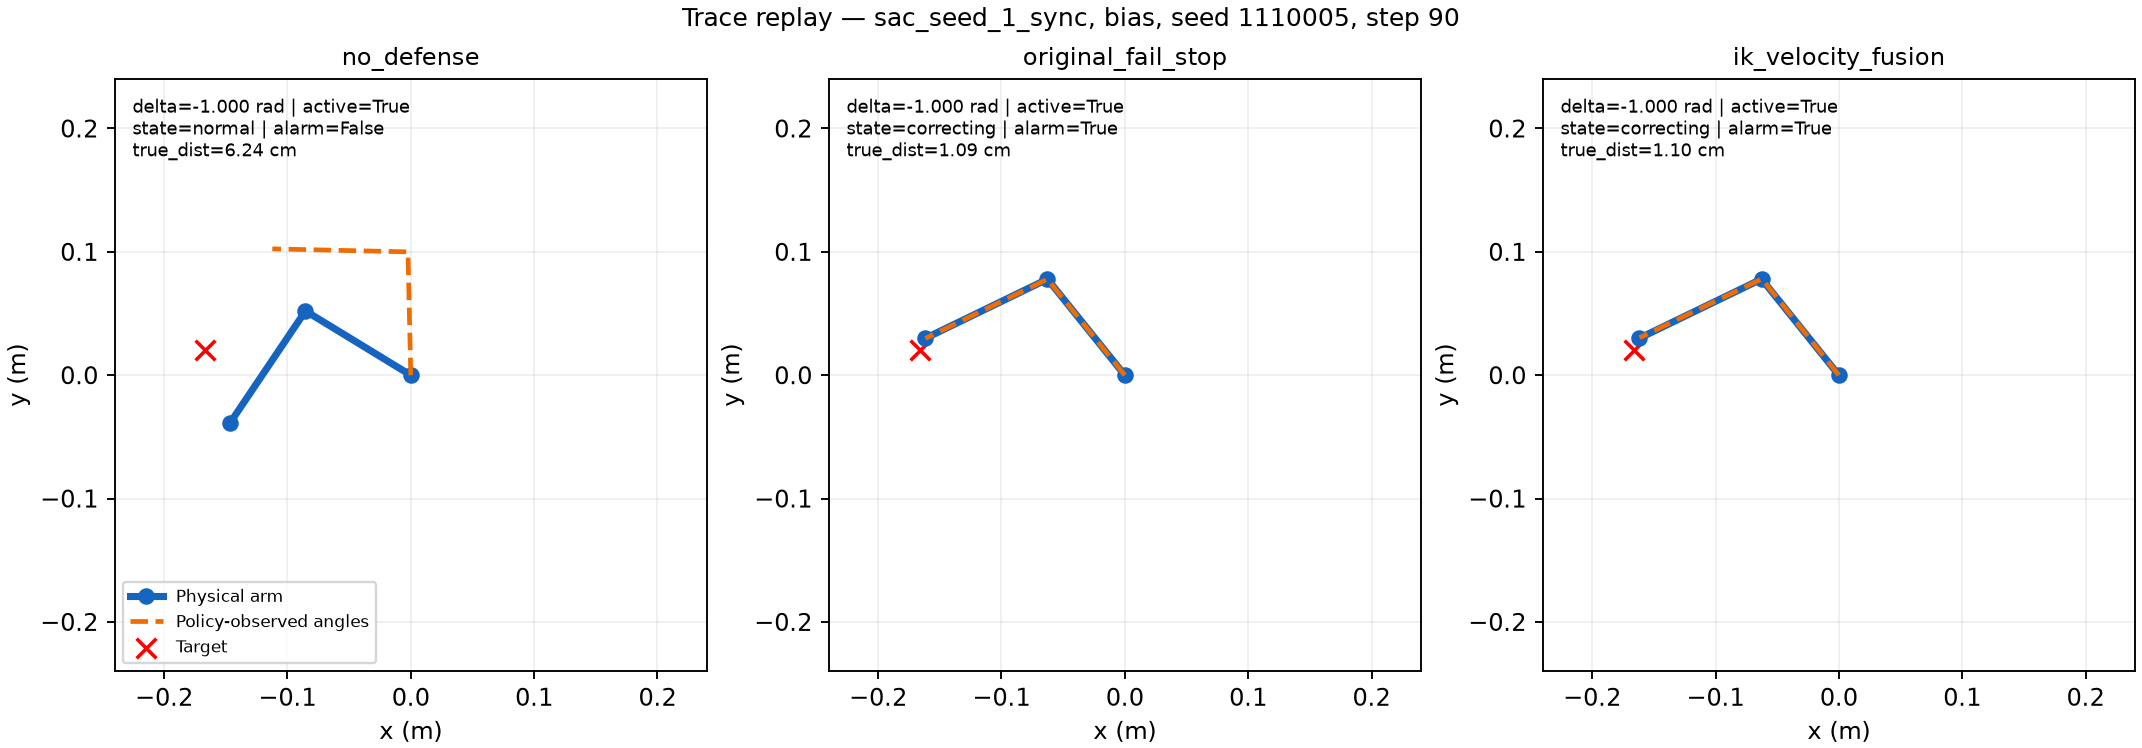 Trace replay — sac_seed_1_sync, bias, seed 1110005, step 90
no_defense
delta=-1.000 rad | active=True
state=normal | alarm=False
true_dist=6.24 cm
0.2
0.1
0.0
−0.1
−0.2
y (m)
Physical arm
Policy-observed angles
Target
−0.2
−0.1
0.0
0.1
0.2
x (m)
original_fail_stop
delta=-1.000 rad | active=True
state=correcting | alarm=True
true_dist=1.09 cm
0.2
0.1
0.0
−0.1
−0.2
y (m)
−0.2
−0.1
0.0
0.1
0.2
x (m)
ik_velocity_fusion
delta=-1.000 rad | active=True
state=correcting | alarm=True
true_dist=1.10 cm
0.2
0.1
0.0
−0.1
−0.2
y (m)
−0.2
−0.1
0.0
0.1
0.2
x (m)